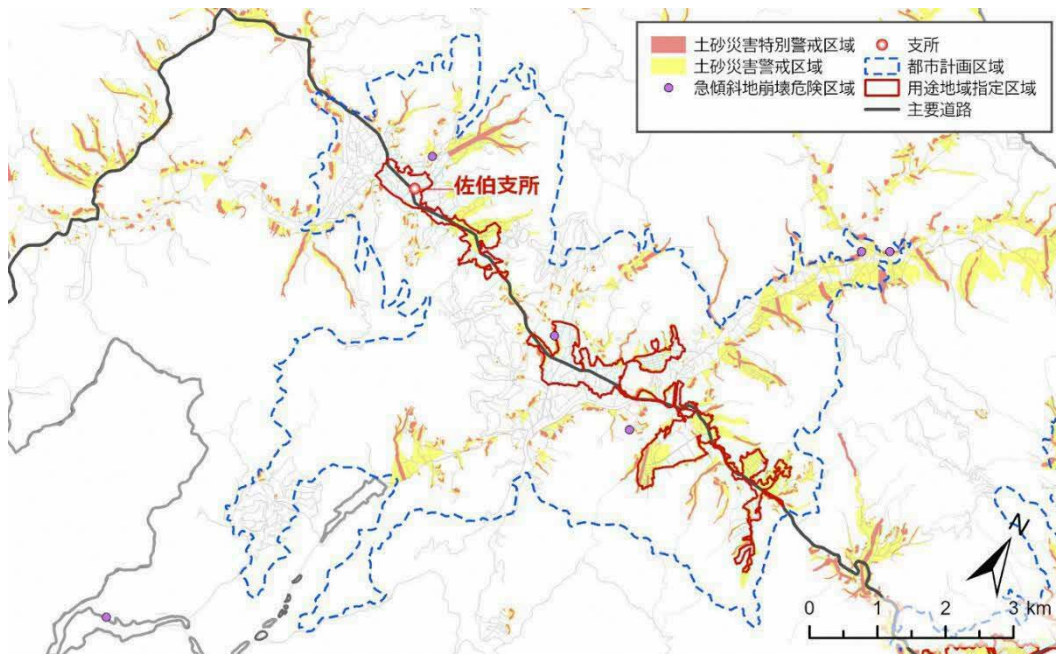 土砂災害特別警戒区域
土砂災害警戒区域
急傾斜地崩壊危険区域
支所
都市計画区域
用途地域指定区域
主要道路
佐伯支所
N
0 1 2 3 km